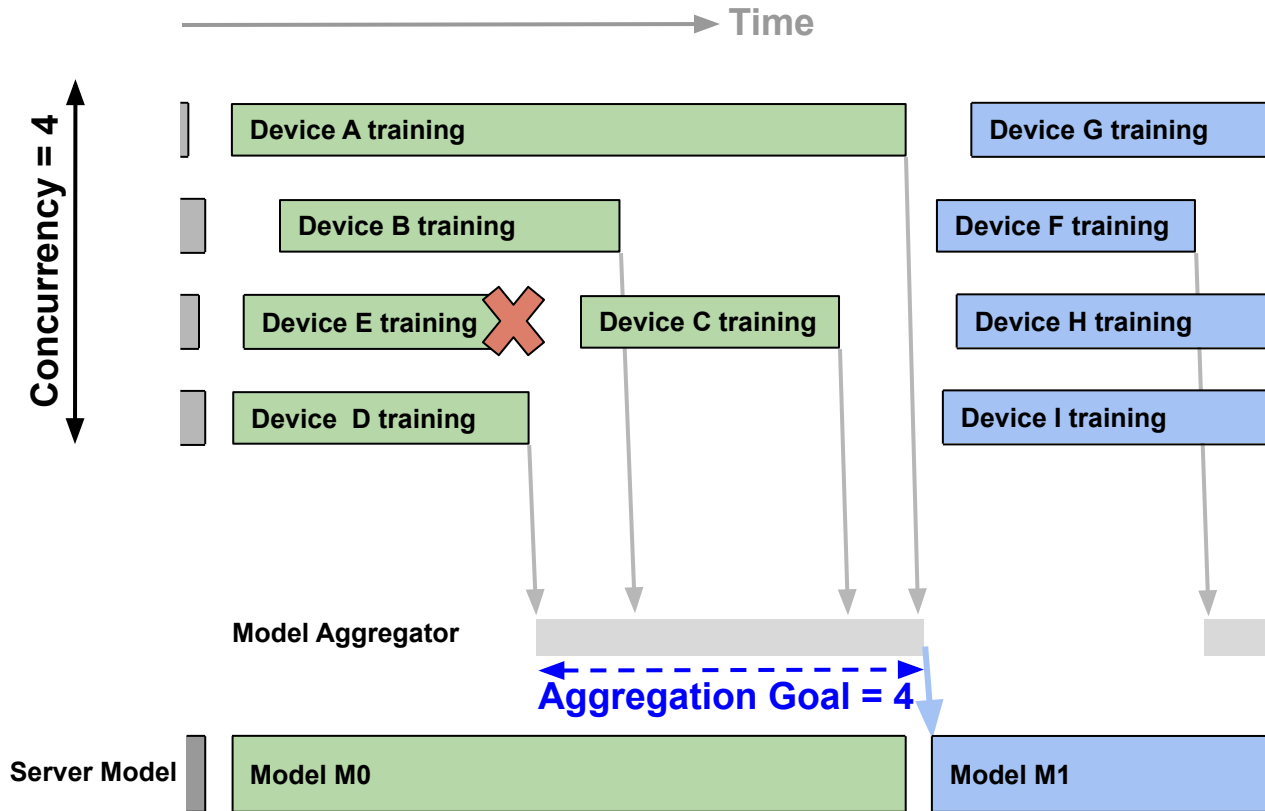 Time
Concurrency = 4
Device A training
Device G training
Device B training
Device F training
Device E training
Device C training
Device H training
Device D training
Device I training
Model Aggregator
Aggregation Goal = 4
Server Model
Model M0
Model M1